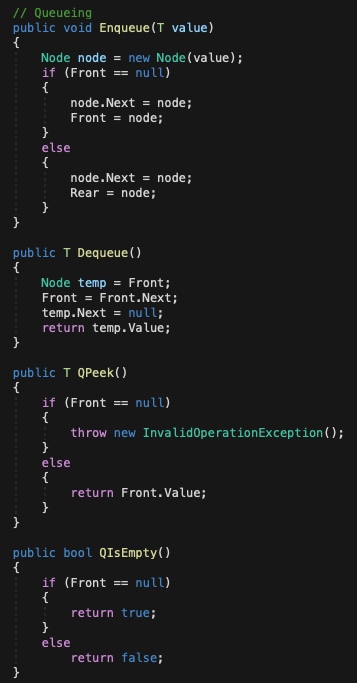 // Queueing
public void Enqueue(T value)
{
    Node node = new Node(value);
    if (Front == null)
    {
        node.Next = node;
        Front = node;
    }
    else
    {
        node.Next = node;
        Rear = node;
    }
}

public T Dequeue()
{
    Node temp = Front;
    Front = Front.Next;
    temp.Next = null;
    return temp.Value;
}

public T QPeek()
{
    if (Front == null)
    {
        throw new InvalidOperationException();
    }
    else
    {
        return Front.Value;
    }
}

public bool QIsEmpty()
{
    if (Front == null)
    {
        return true;
    }
    else
        return false;
}